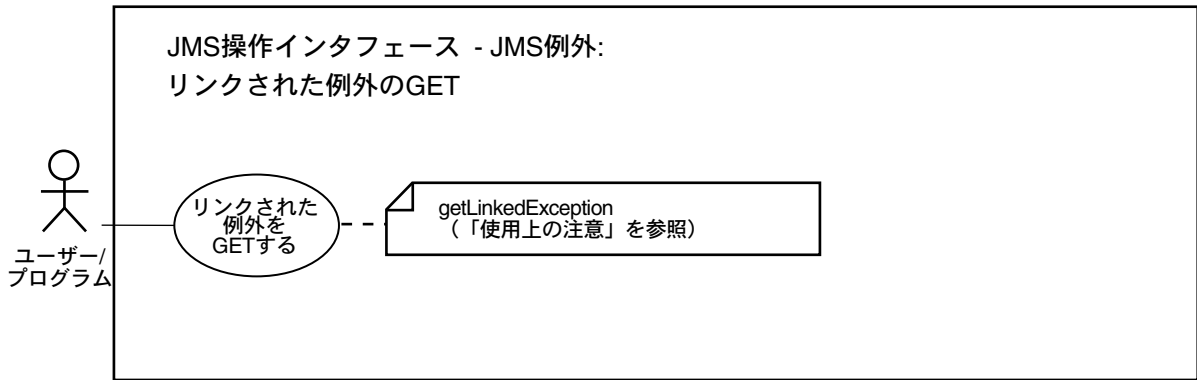 JMS操作インタフェース - JMS例外:
リンクされた例外のGET
リンクされた
例外を
GETする
getLinkedException
（「使用上の注意」を参照）
ユーザー/
プログラム